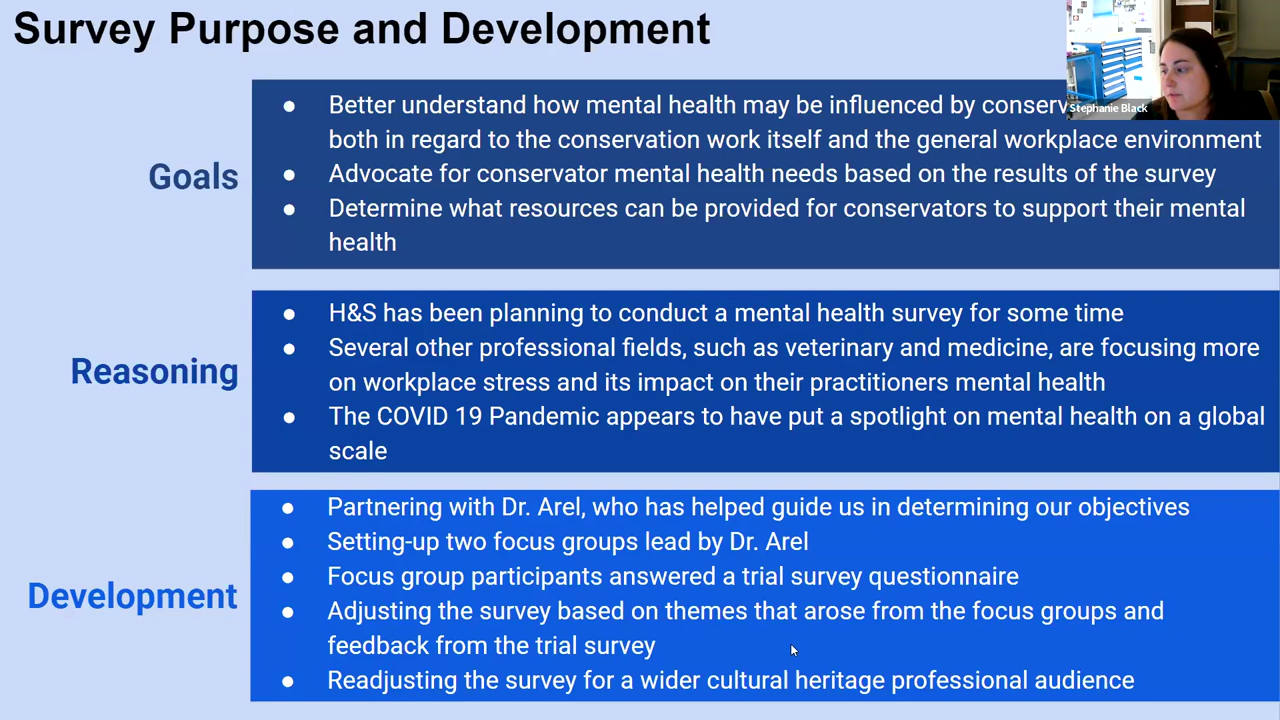 Survey Purpose and Development
Stephanie Black
Goals
● Better understand how mental health may be influenced by
both in regard to the conservation work itself and the general workplace environment
● Advocate for conservator mental health needs based on the results of the survey
● Determine what resources can be provided for conservators to support their mental
health
Reasoning
● H&S has been planning to conduct a mental health survey for some time
● Several other professional fields, such as veterinary and medicine, are focusing more
on workplace stress and its impact on their practitioners mental health
● The COVID 19 Pandemic appears to have put a spotlight on mental health on a global
scale
Development
● Partnering with Dr. Arel, who has helped guide us in determining our objectives
● Setting-up two focus groups lead by Dr. Arel
● Focus group participants answered a trial survey questionnaire
● Adjusting the survey based on themes that arose from the focus groups and
feedback from the trial survey
● Readjusting the survey for a wider cultural heritage professional audience